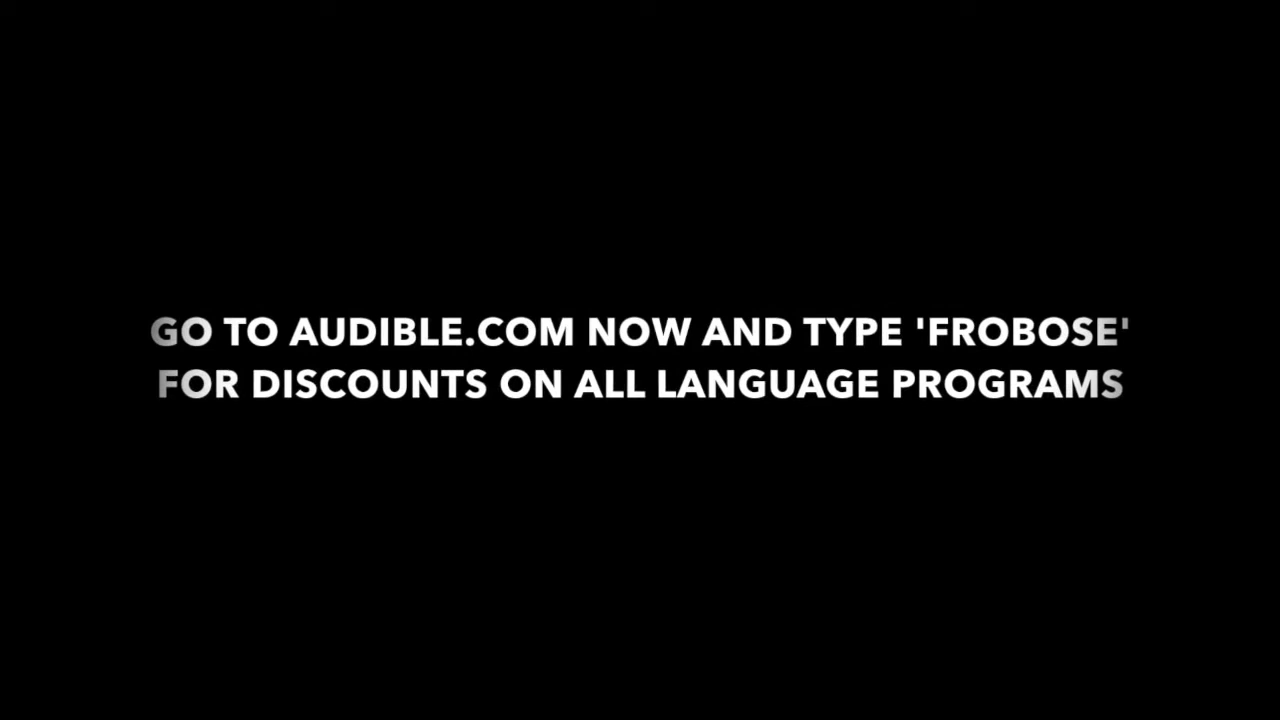 GO TO AUDIBLE.COM NOW AND TYPE 'FROBOSE'
FOR DISCOUNTS ON ALL LANGUAGE PROGRAMS